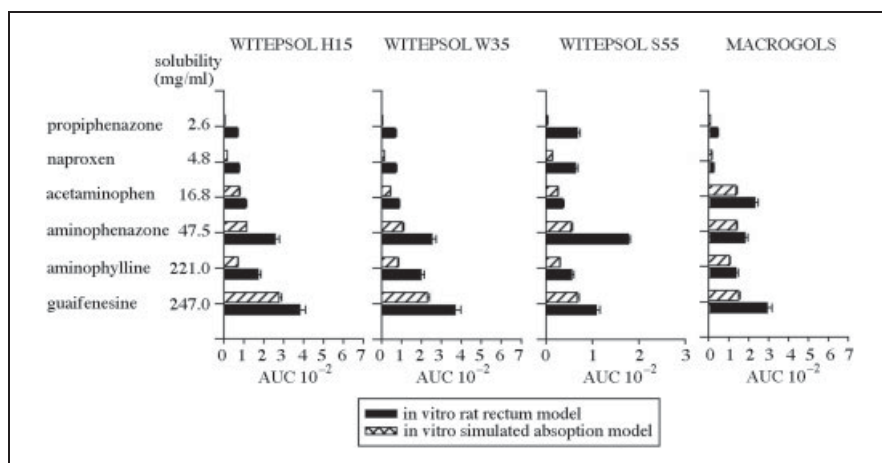 WITEPSOL H15 WITEPSOL W35 WITEPSOL S55 MACROGOLS
solubility
(mg/ml)
propiphenazone 2.6
naproxen 4.8
acetaminophen 16.8
aminophenazone 47.5
aminophylline 221.0
guaifenesine 247.0
0 1 2 3 4 5 6 7 0 1 2 3 4 5 6 7 0 1 2 3 0 1 2 3 4 5 6 7
AUC 10⁻² AUC 10⁻² AUC 10⁻² AUC 10⁻²
in vitro rat rectum model
in vitro simulated absoption model